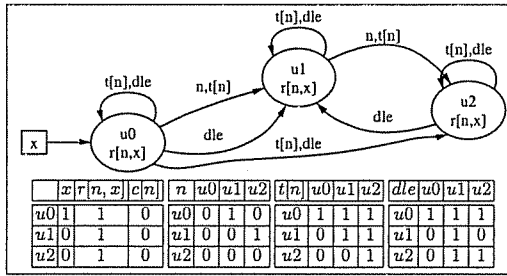 t[n],dle
n,t[n]
u1
r[n,x]
t[n],dle
t[n],dle
n,t[n]
u2
r[n,x]
u0
r[n,x]
dle
dle
t[n],dle
x
x r[n, x] c[n]
u0 1 1 0
u1 0 1 0
u2 0 1 0
n u0 u1 u2
u0 0 1 0
u1 0 0 1
u2 0 0 0
t[n] u0 u1 u2
u0 1 1 1
u1 0 1 1
u2 0 0 1
dle u0 u1 u2
u0 1 1 1
u1 0 1 0
u2 0 1 1